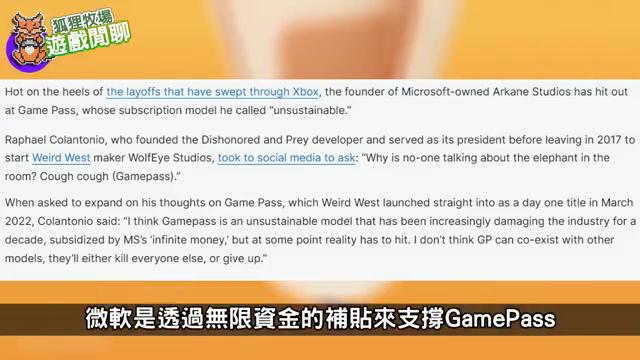 狐狸牧場
遊戲閒聊
Hot on the heels of the layoffs that have swept through Xbox, the founder of Microsoft-owned Arkane Studios has hit out
at Game Pass, whose subscription model he called “unsustainable.”
Raphael Colantonio, who founded the Dishonored and Prey developer and served as its president before leaving in 2017 to
start Weird West maker WolfEye Studios, took to social media to ask: “Why is no-one talking about the elephant in the
room? Cough cough (Gamepass).”
When asked to expand on his thoughts on Game Pass, which Weird West launched straight into as a day one title in March
2022, Colantonio said: “I think Gamepass is an unsustainable model that has been increasingly damaging the industry for a
decade, subsidized by MS’s ‘infinite money,’ but at some point reality has to hit. I don’t think GP can co-exist with other
models, they’ll either kill everyone else, or give up.”
微軟是透過無限資金的補貼來支撐GamePass